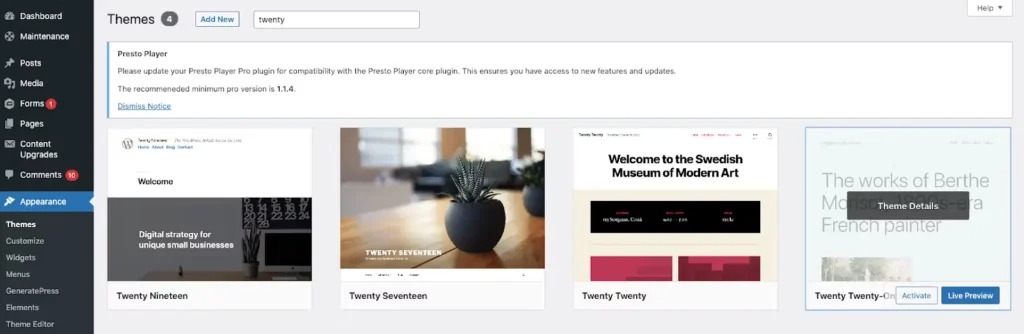 Dashboard
Maintenance
Posts
Media
Forms 1
Pages
Content
Upgrades
Comments 10
Appearance
Themes
Customize
Widgets
Menus
GeneratePress
Elements
Theme Editor
Help
Themes 4 Add New twenty
Presto Player
Please update your Presto Player Pro plugin for compatibility with the Presto Player core plugin. This ensures you have access to new features and updates.
The recommeneded minimum pro version is 1.1.4.
Dismiss Notice
Twenty Nineteen
Home About Blog Contact
Welcome
Digital strategy for
unique small businesses
Twenty Nineteen
TWENTY SEVENTEEN
Twenty Seventeen
Twenty Twenty
Welcome to the Swedish
Museum of Modern Art
Twenty Twenty
The works of Berthe
French painter
Theme Details
Twenty Twenty-On
Activate
Live Preview